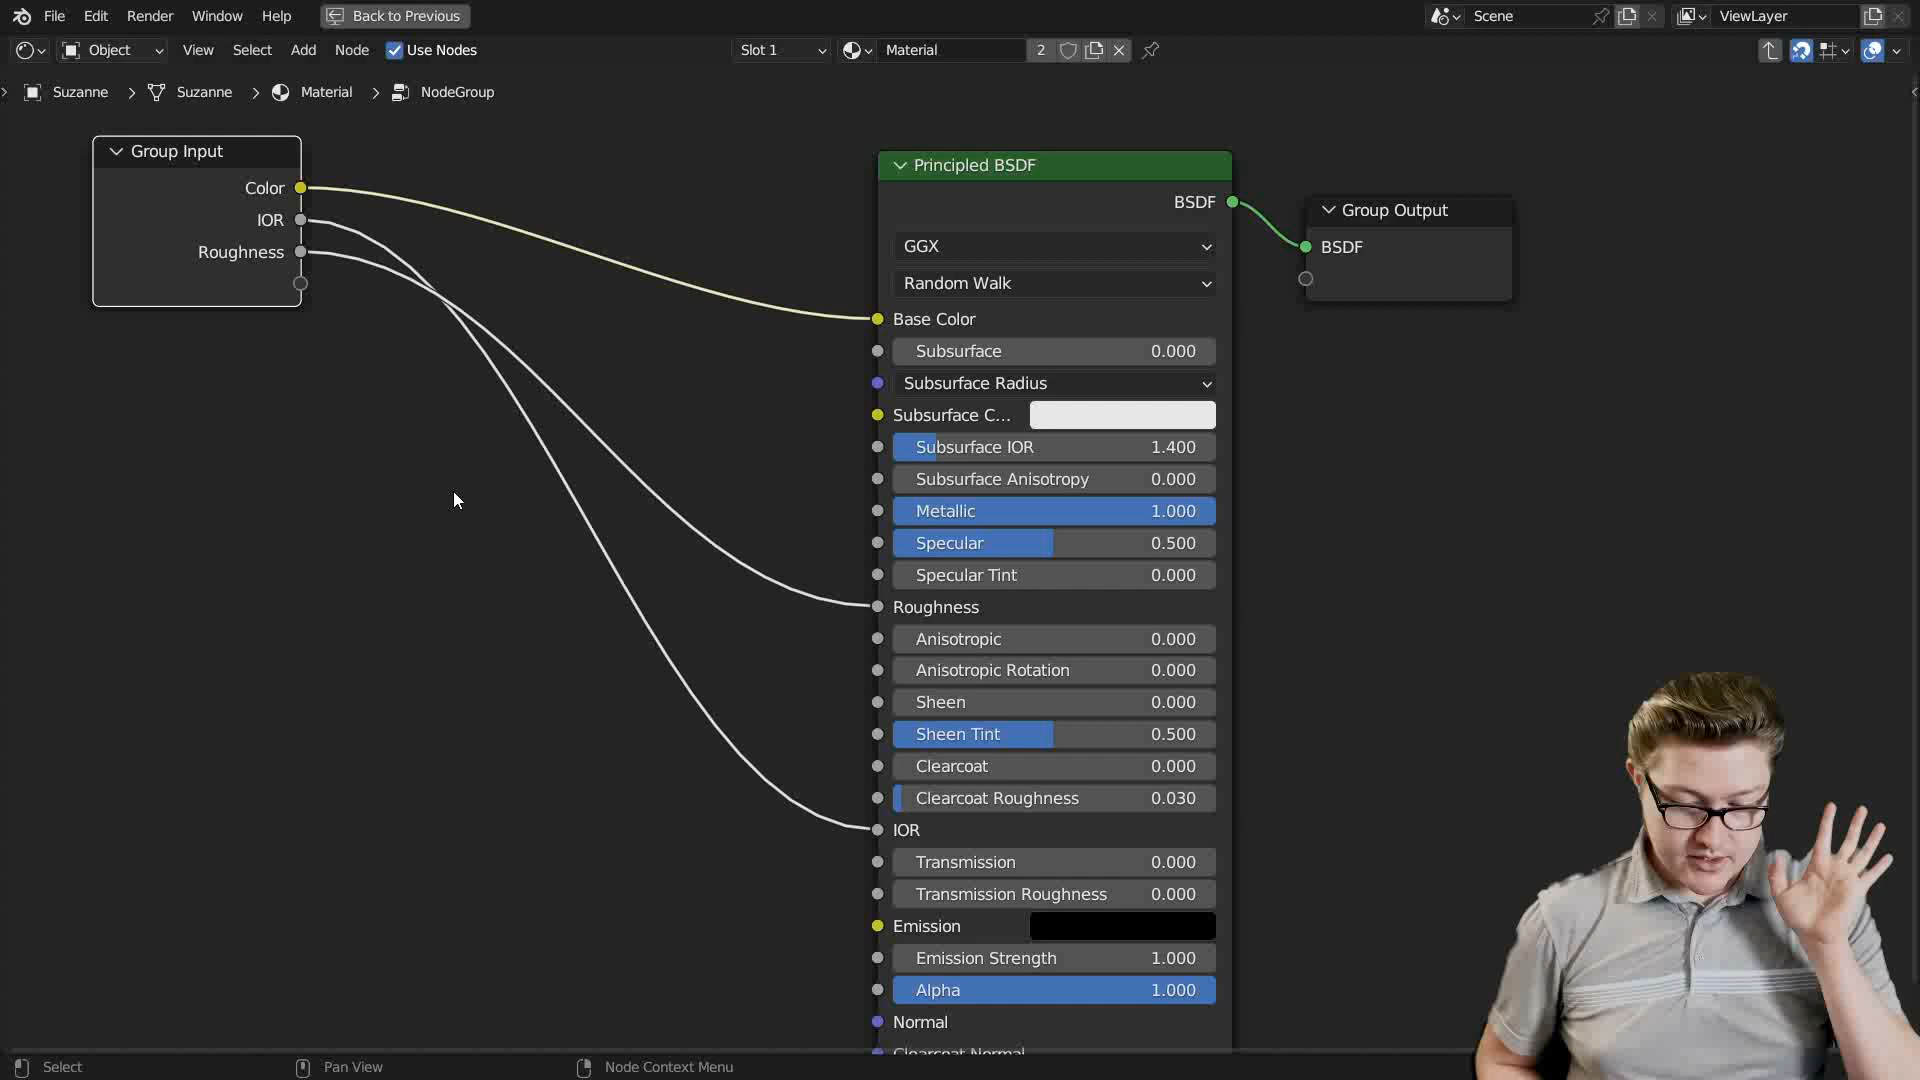 File Edit Render Window Help Back to Previous Scene ViewLayer
Object View Select Add Node Use Nodes Slot 1 Material 2
Suzanne Suzanne Material NodeGroup
Group Input
Color
IOR
Roughness
Principled BSDF
BSDF
GGX
Random Walk
Base Color
Subsurface 0.000
Subsurface Radius
Subsurface C...
Subsurface IOR 1.400
Subsurface Anisotropy 0.000
Metallic 1.000
Specular 0.500
Specular Tint 0.000
Roughness
Anisotropic 0.000
Anisotropic Rotation 0.000
Sheen 0.000
Sheen Tint 0.500
Clearcoat 0.000
Clearcoat Roughness 0.030
IOR
Transmission 0.000
Transmission Roughness 0.000
Emission
Emission Strength 1.000
Alpha 1.000
Normal
Clearcoat Normal
Group Output
BSDF
Select Pan View Node Context Menu